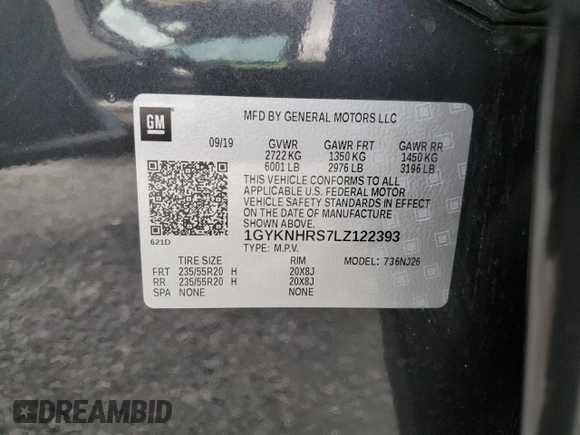 GM
MFD BY GENERAL MOTORS LLC
09/19 GVWR GAWR FRT GAWR RR
2722 KG 1350 KG 1450 KG
6001 LB 2976 LB 3196 LB
THIS VEHICLE CONFORMS TO ALL
APPLICABLE U.S. FEDERAL MOTOR
VEHICLE SAFETY STANDARDS IN EFFECT
ON THE DATE OF MANUFACTURE SHOWN ABOVE.
1GYKNHRS7LZ122393
621D
TYPE: M.P.V. 736NJ26
TIRE SIZE RIM
FRT 235/55R20 H 20X8J
RR 235/55R20 H 20X8J
SPA NONE NONE
DREAMBID